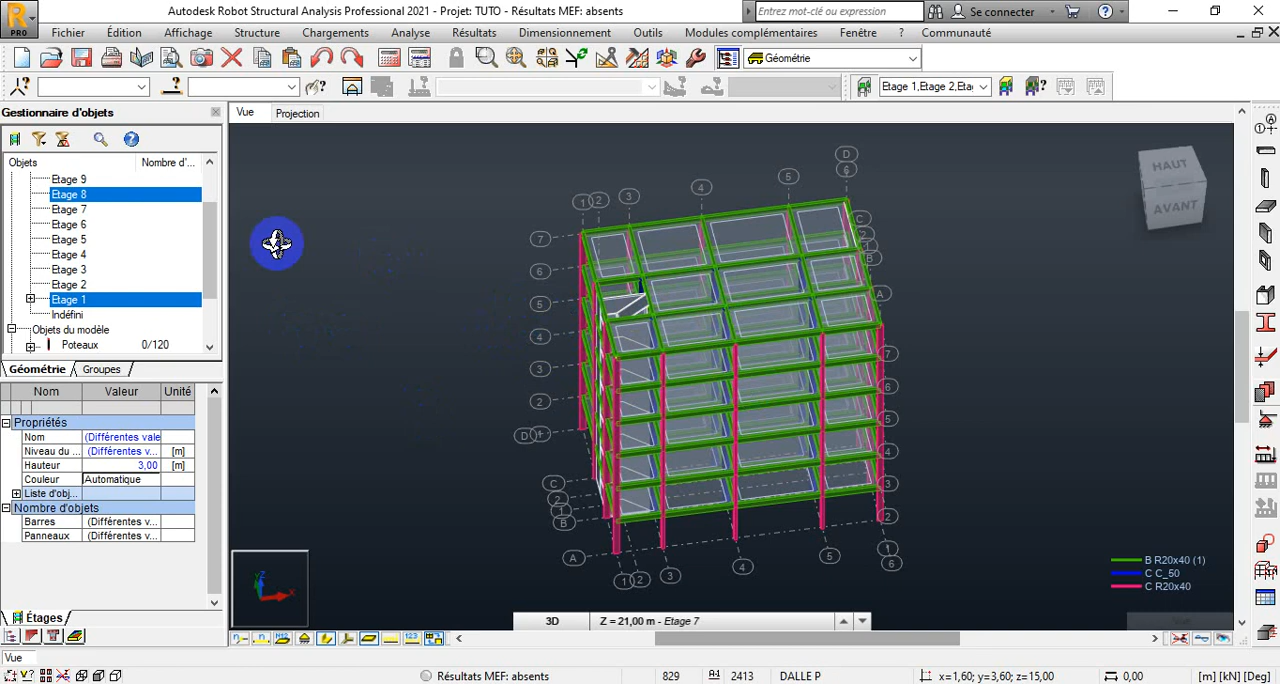 Autodesk Robot Structural Analysis Professional 2021 - Projet: TUTO - Résultats MEF: absents
Entrez mot-clé ou expression
Se connecter
PRO
Fichier Édition Affichage Structure Chargements Analyse Résultats Dimensionnement Outils Modules complémentaires Fenêtre ? Communauté
Géométrie
Etage 1,Etage 2,Eta
Gestionnaire d'objets
Vue Projection
Objets Nombre d'...
Etage 9
Etage 8
Etage 7
Etage 6
Etage 5
Etage 4
Etage 3
Etage 2
Etage 1
Indéfini
Objets du modèle
Poteaux 0/120
Géométrie Groupes
Nom Valeur Unité
Propriétés
Nom (Différentes vale
Niveau du ... (Différentes v... [m]
Hauteur 3,00 [m]
Couleur Automatique
Liste d'obj...
Nombre d'objets
Barres (Différentes v...
Panneaux (Différentes v...
Étages
HAUT
AVANT
B R20x40 (1)
C C_50
C R20x40
3D Z = 21,00 m - Etage 7
Vue
Résultats MEF: absents 829 2413 DALLE P x=1,60; y=3,60; z=15,00 0,00 [m] [kN] [Deg]